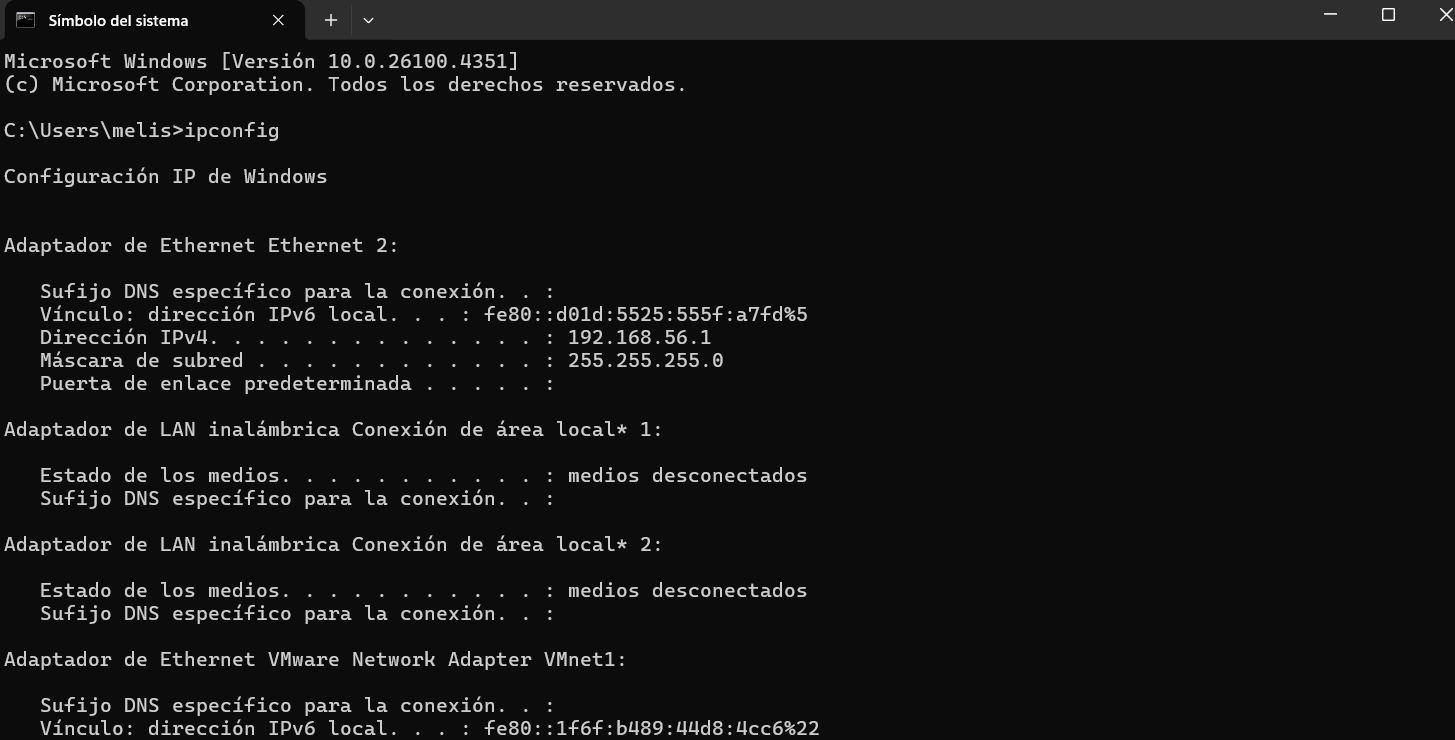 Símbolo del sistema
Microsoft Windows [Versión 10.0.26100.4351]
(c) Microsoft Corporation. Todos los derechos reservados.
C:\Users\melis>ipconfig
Configuración IP de Windows
Adaptador de Ethernet Ethernet 2:
   Sufijo DNS específico para la conexión. . :
   Vínculo: dirección IPv6 local. . . : fe80::d01d:5525:555f:a7fd%5
   Dirección IPv4. . . . . . . . . . . . . . : 192.168.56.1
   Máscara de subred . . . . . . . . . . . . : 255.255.255.0
   Puerta de enlace predeterminada . . . . . :
Adaptador de LAN inalámbrica Conexión de área local* 1:
   Estado de los medios. . . . . . . . . . . : medios desconectados
   Sufijo DNS específico para la conexión. . :
Adaptador de LAN inalámbrica Conexión de área local* 2:
   Estado de los medios. . . . . . . . . . . : medios desconectados
   Sufijo DNS específico para la conexión. . :
Adaptador de Ethernet VMware Network Adapter VMnet1:
   Sufijo DNS específico para la conexión. . :
   Vínculo: dirección IPv6 local. . . : fe80::1f6f:b489:44d8:4cc6%22